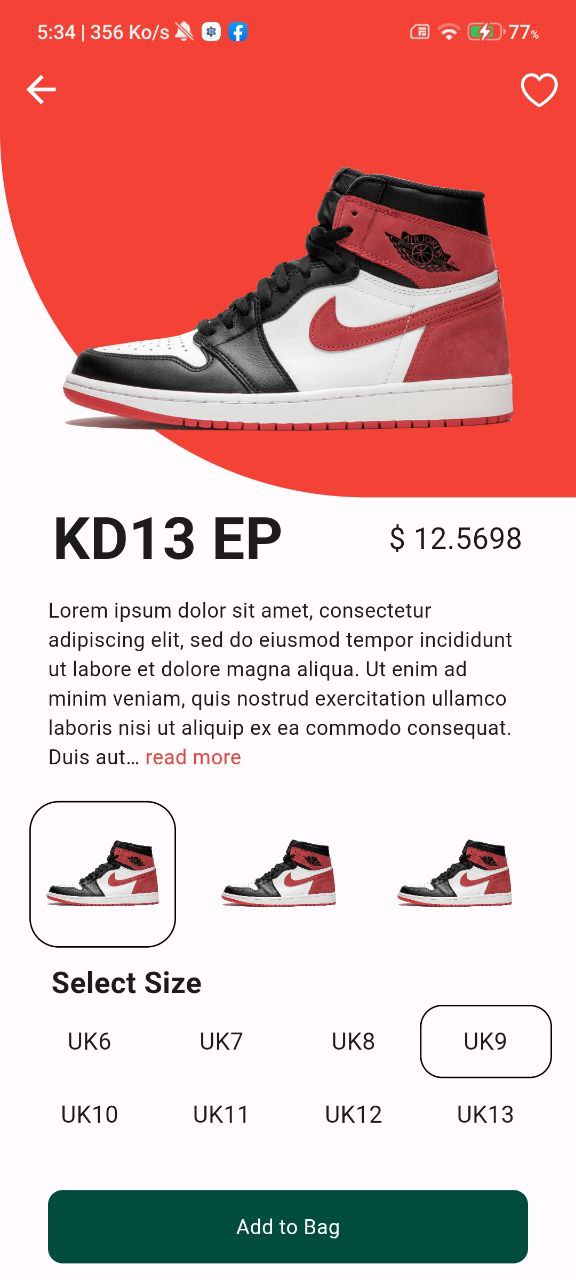 5:34 | 356 Ko/s 77%
KD13 EP
$ 12.5698
Lorem ipsum dolor sit amet, consectetur
adipiscing elit, sed do eiusmod tempor incididunt
ut labore et dolore magna aliqua. Ut enim ad
minim veniam, quis nostrud exercitation ullamco
laboris nisi ut aliquip ex ea commodo consequat.
Duis aut... read more
Select Size
UK6 UK7 UK8 UK9
UK10 UK11 UK12 UK13
Add to Bag